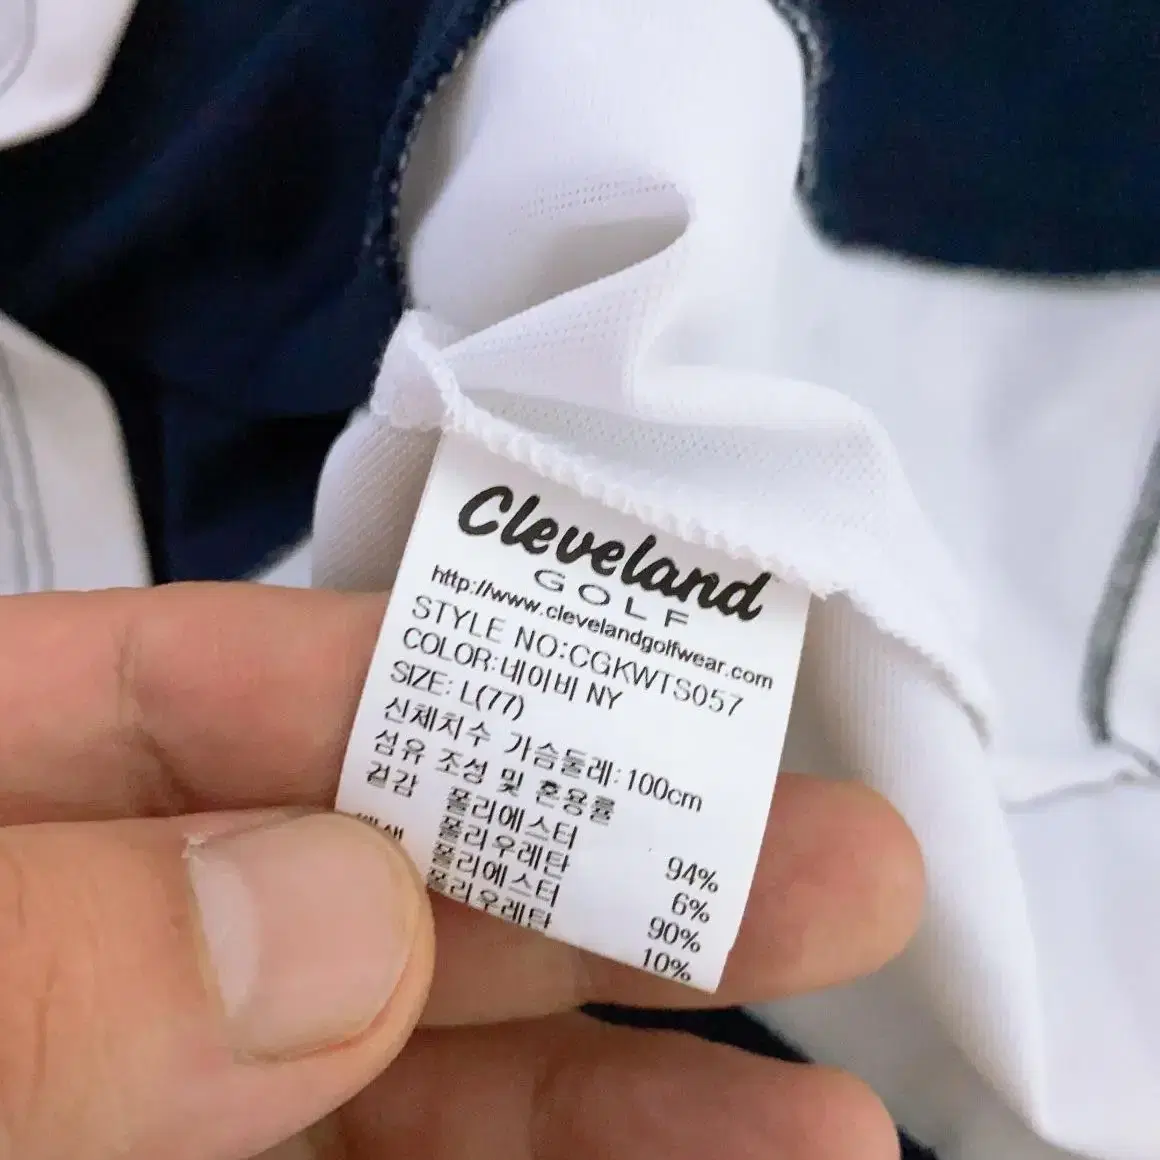 Cleveland
GOLF
http://www.clevelandgolfwear.com
STYLE NO:CGKWTS057
COLOR:네이비 NY
SIZE: L(77)
신체치수 가슴둘레:100cm
섬유 조성 및 혼용률
겉감 폴리에스터 94%
폴리우레탄 6%
폴리에스터 90%
폴리우레탄 10%